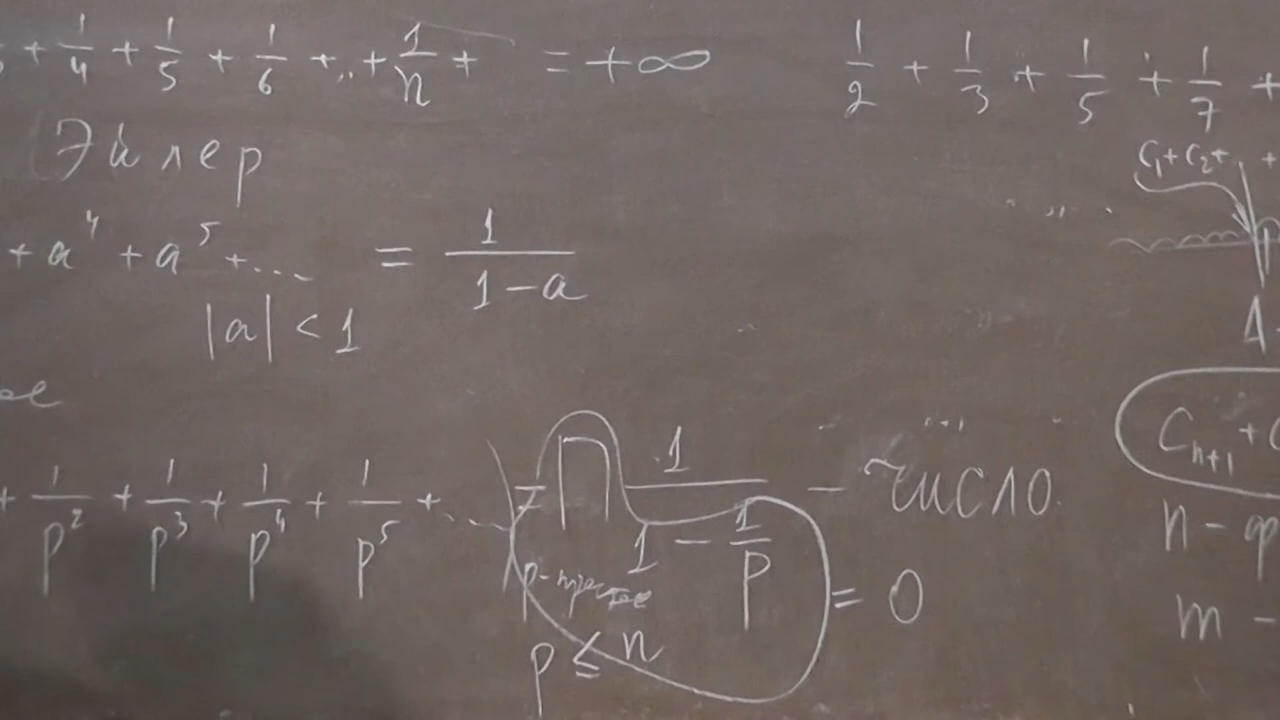 + 1/4 + 1/5 + 1/6 + ... + 1/n + = +∞
Эйлер
+ a⁴ + a⁵ + ... = 1/(1 - a)
|a| < 1
ое
+ 1/p² + 1/p³ + 1/p⁴ + 1/p⁵ + ... = ∏ 1/(1 - 1/p) - число
p - простое
p ≤ n
= 0
1/2 + 1/3 + 1/5 + 1/7 +
C₁ + C₂ + +
Cₙ₊₁ + C
n - ф
m -